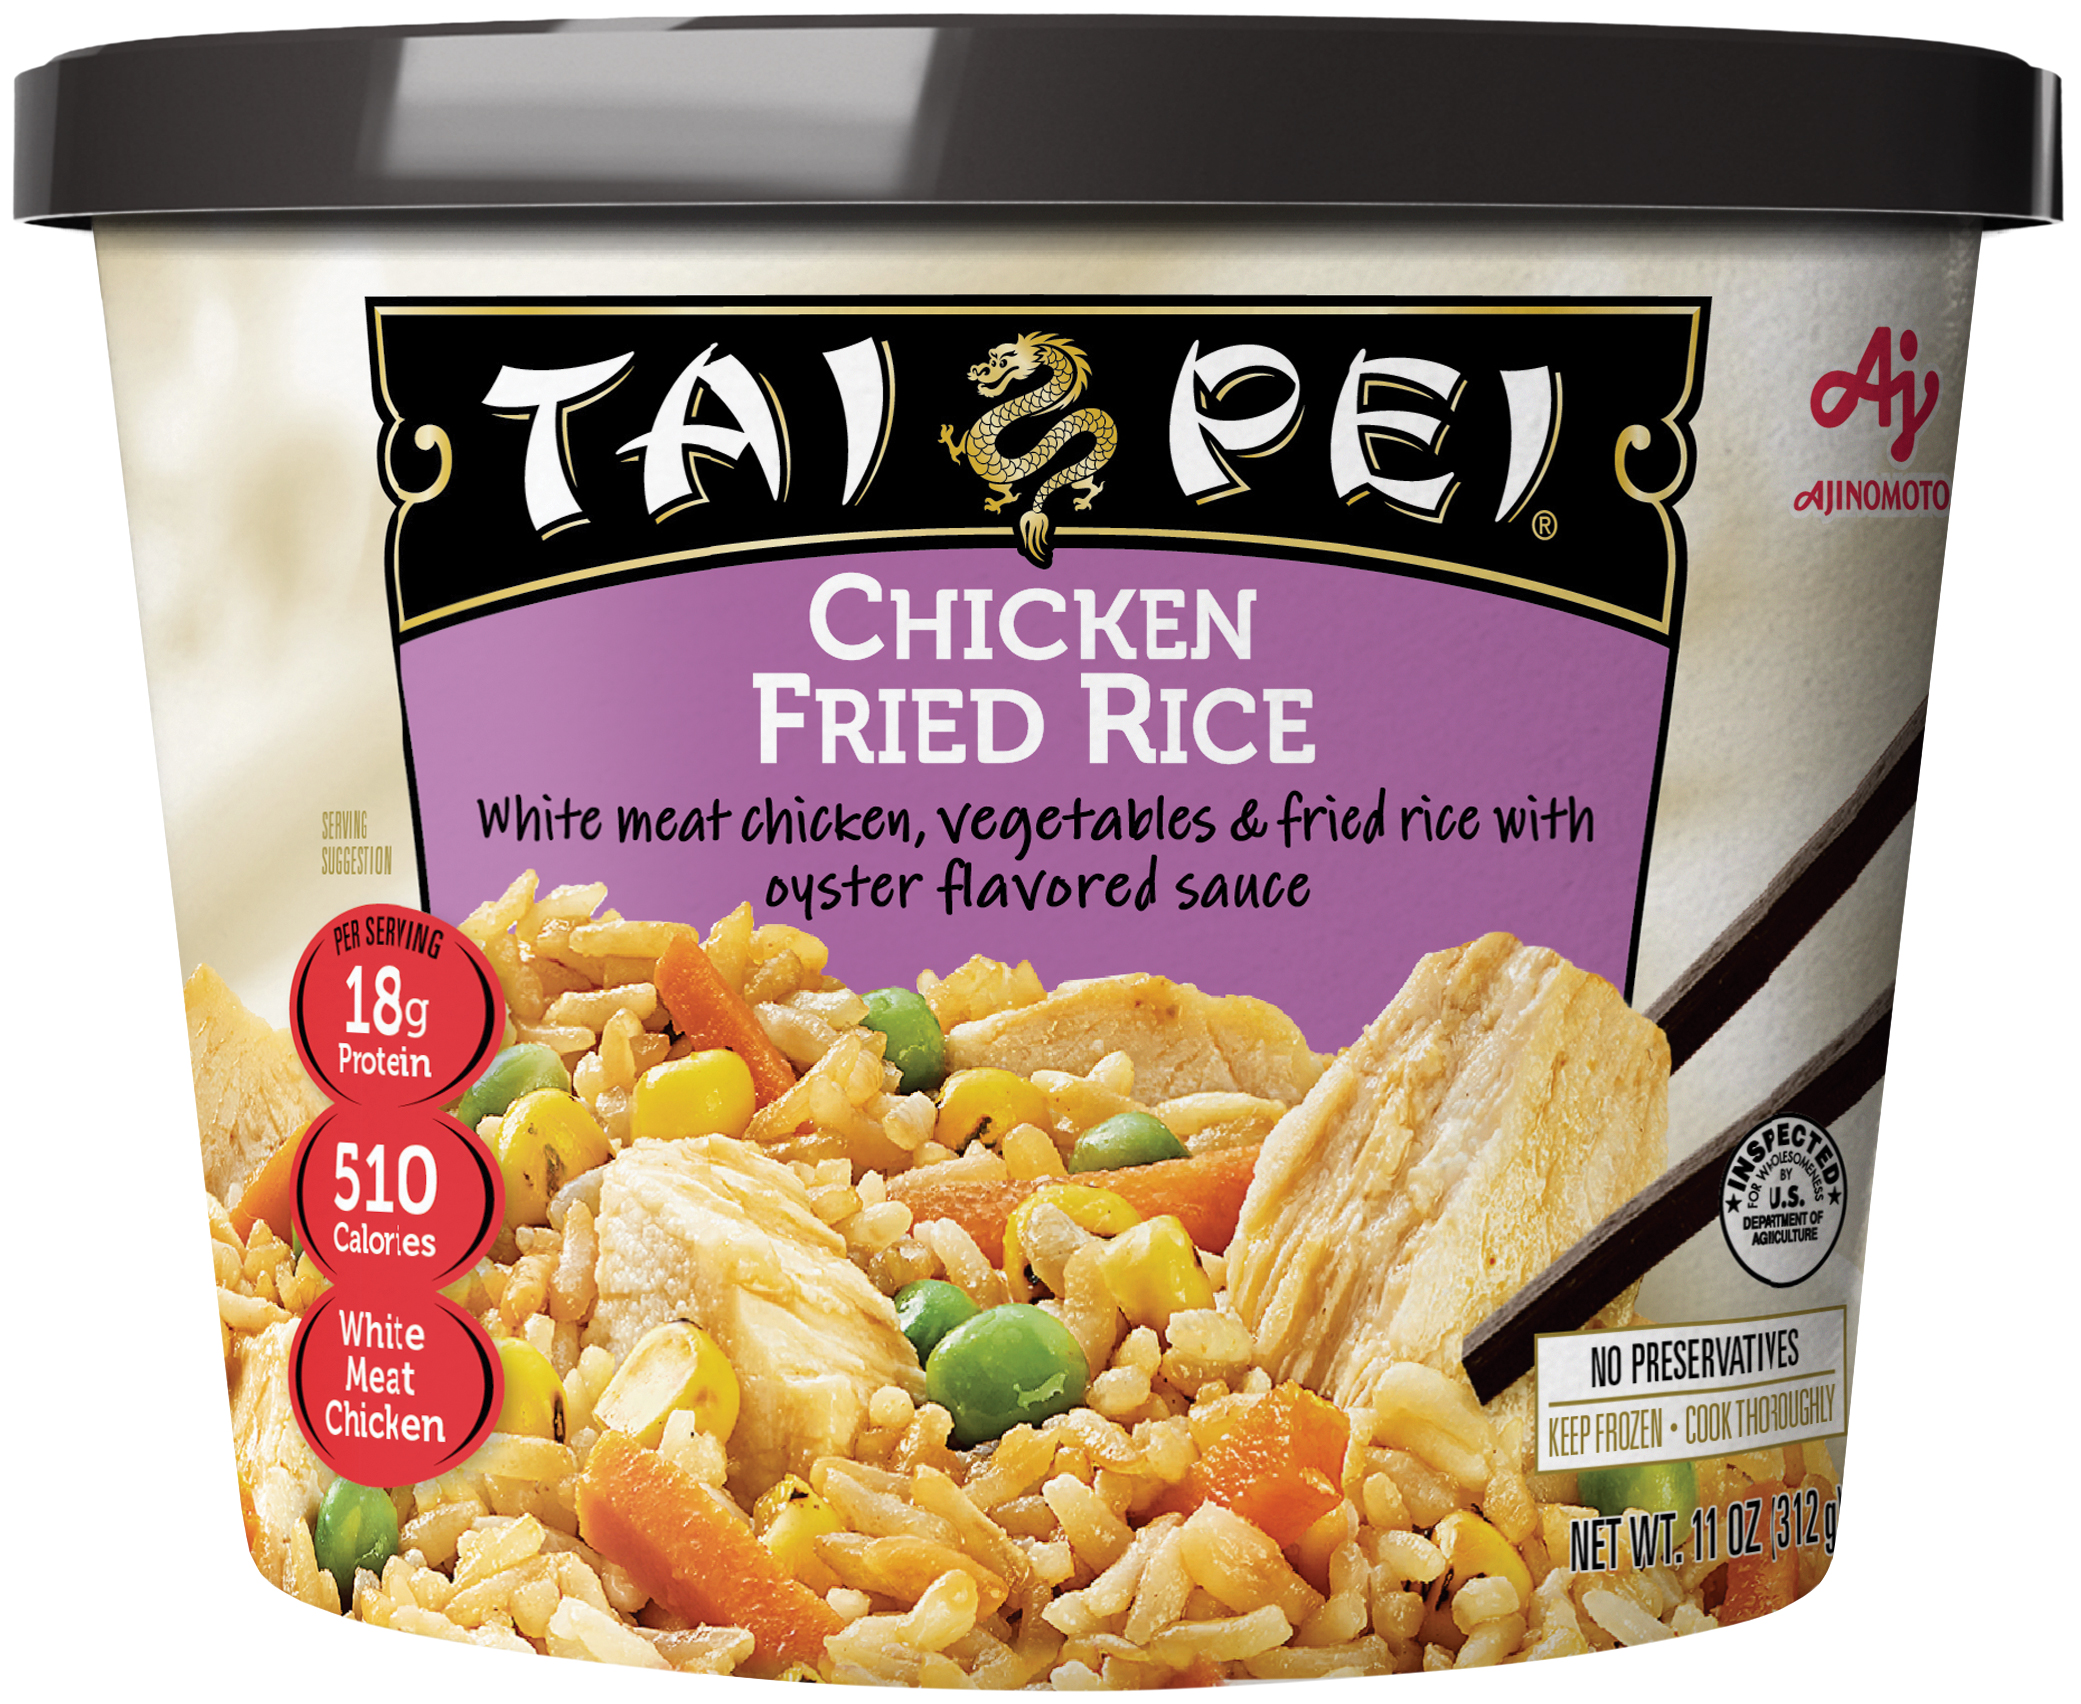 TAI PEI®
Aj
AJINOMOTO
CHICKEN
FRIED RICE
White meat chicken, vegetables & fried rice with
oyster flavored sauce
SERVING
SUGGESTION
PER SERVING
18g
Protein
510
Calories
White
Meat
Chicken
INSPECTED
FOR WHOLESOMENESS
BY
U.S.
DEPARTMENT OF
AGIICULTURE
NO PRESERVATIVES
KEEP FROZEN • COOK THOROUGHLY
NET WT. 11 OZ (312 g)